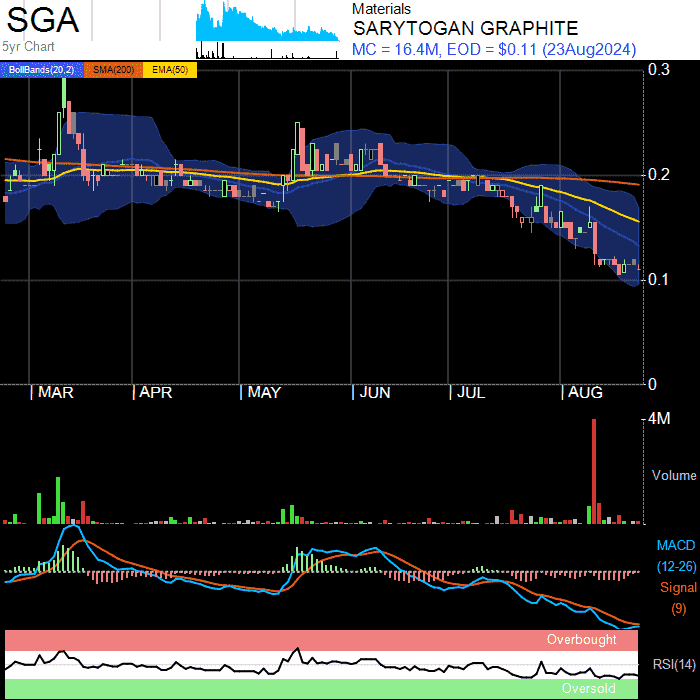 SGA
5yr Chart
Materials
SARYTOGAN GRAPHITE
MC = 16.4M, EOD = $0.11 (23Aug2024)
BollBands(20,2) SMA(200) EMA(50)
0.3
0.2
0.1
0
| MAR | APR | MAY | JUN | JUL | AUG
4M
Volume
MACD
(12-26)
Signal
(9)
Overbought
RSI(14)
Oversold